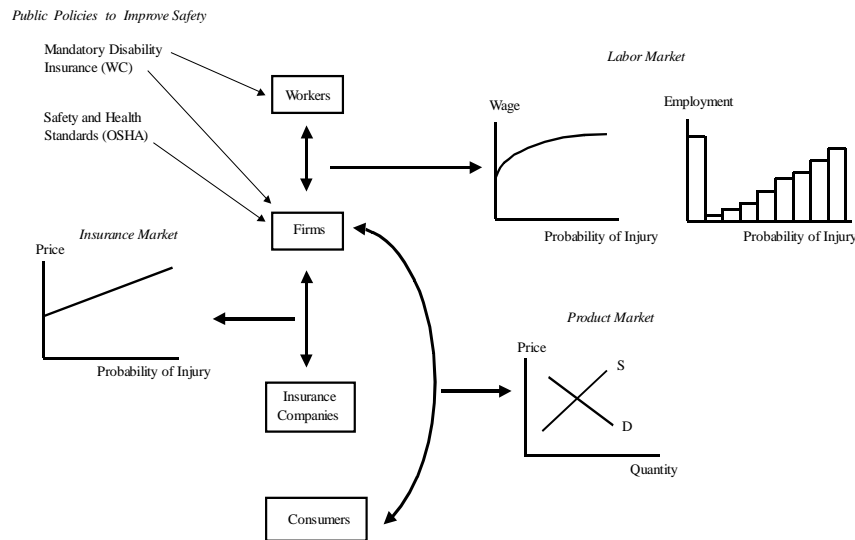 Public Policies to Improve Safety
Mandatory Disability
Insurance (WC)
Safety and Health
Standards (OSHA)
Workers
Firms
Insurance
Companies
Consumers
Insurance Market
Price
Probability of Injury
Labor Market
Wage
Probability of Injury
Employment
Probability of Injury
Product Market
Price
S
D
Quantity